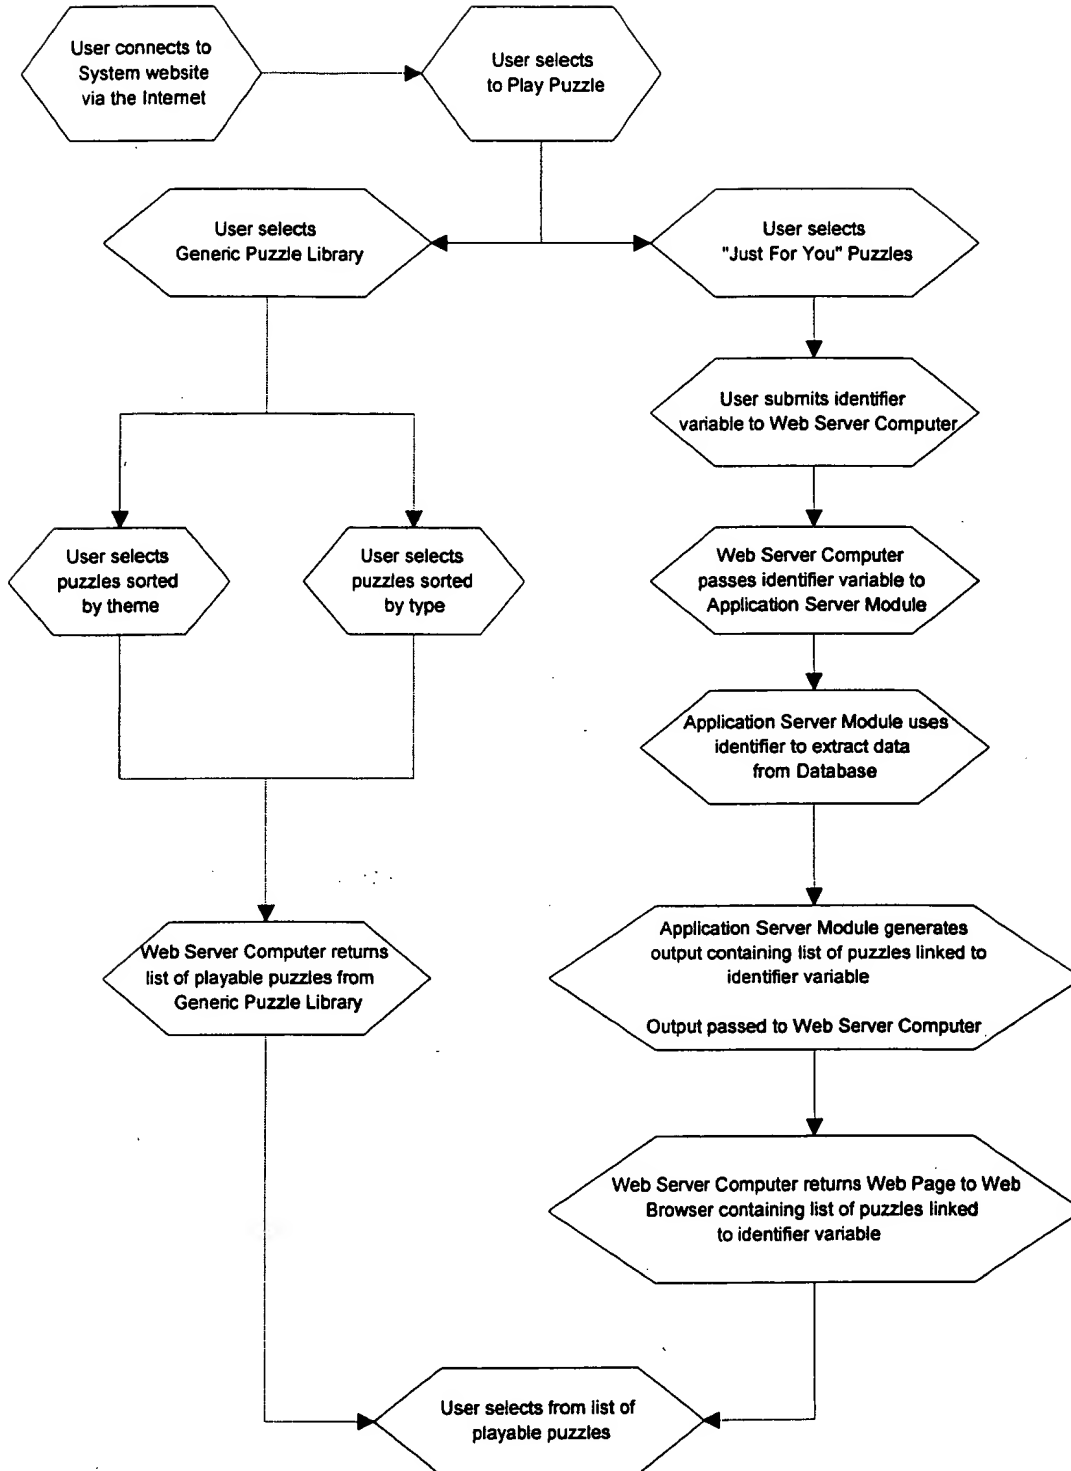 User connects to
System website
via the Internet
User selects
to Play Puzzle
User selects
Generic Puzzle Library
User selects
"Just For You" Puzzles
User submits identifier
variable to Web Server Computer
User selects
puzzles sorted
by theme
User selects
puzzles sorted
by type
Web Server Computer
passes identifier variable to
Application Server Module
Application Server Module uses
identifier to extract data
from Database
Web Server Computer returns
list of playable puzzles from
Generic Puzzle Library
Application Server Module generates
output containing list of puzzles linked to
identifier variable
Output passed to Web Server Computer
Web Server Computer returns Web Page to Web
Browser containing list of puzzles linked
to identifier variable
User selects from list of
playable puzzles